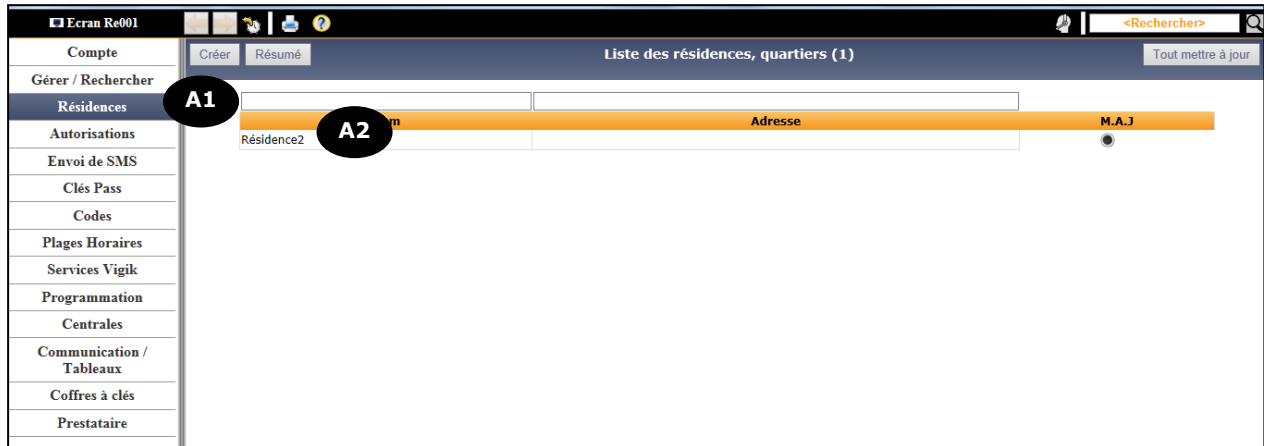 Ecran Re001
<Rechercher>
Compte
Créer Résumé Liste des résidences, quartiers (1) Tout mettre à jour
Gérer / Rechercher
Résidences
A1
Adresse M.A.J
A2
Résidence2
Autorisations
Envoi de SMS
Clés Pass
Codes
Plages Horaires
Services Vigik
Programmation
Centrales
Communication /
Tableaux
Coffres à clés
Prestataire